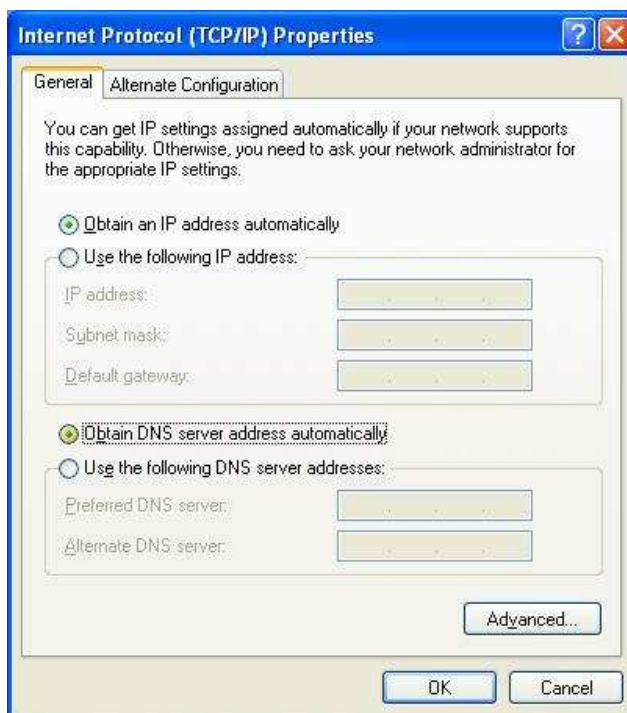 Internet Protocol (TCP/IP) Properties
General
Alternate Configuration
You can get IP settings assigned automatically if your network supports
this capability. Otherwise, you need to ask your network administrator for
the appropriate IP settings.
Obtain an IP address automatically
Use the following IP address:
IP address:
Subnet mask:
Default gateway:
Obtain DNS server address automatically
Use the following DNS server addresses:
Preferred DNS server:
Alternate DNS server:
Advanced...
OK
Cancel